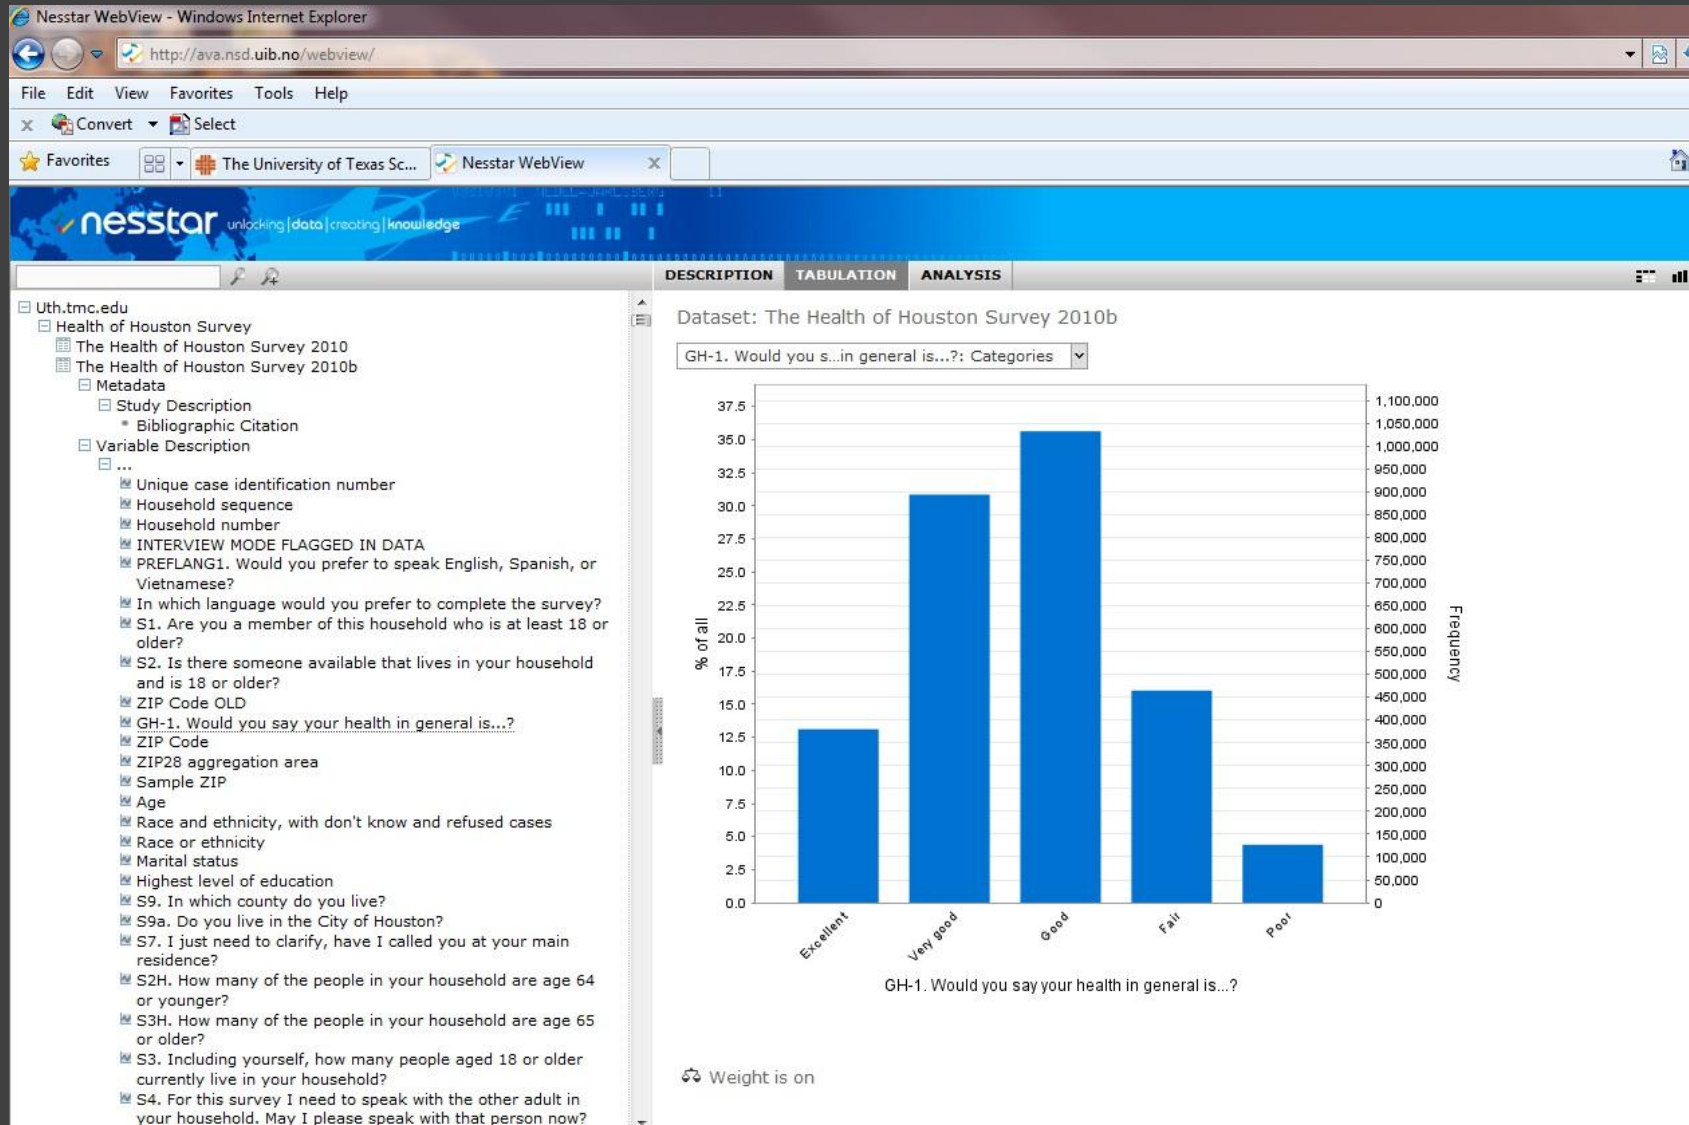 Nesstar WebView - Windows Internet Explorer
http://ava.nsd.uib.no/webview/
File Edit View Favorites Tools Help
x Convert Select
Favorites The University of Texas Sc... Nesstar WebView x
nesstar unlocking|data|creating|knowledge
DESCRIPTION TABULATION ANALYSIS
Uth.tmc.edu
Health of Houston Survey
The Health of Houston Survey 2010
The Health of Houston Survey 2010b
Metadata
Study Description
Bibliographic Citation
Variable Description
...
Unique case identification number
Household sequence
Household number
INTERVIEW MODE FLAGGED IN DATA
PREFLANG1. Would you prefer to speak English, Spanish, or
Vietnamese?
In which language would you prefer to complete the survey?
S1. Are you a member of this household who is at least 18 or
older?
S2. Is there someone available that lives in your household
and is 18 or older?
ZIP Code OLD
GH-1. Would you say your health in general is...?
ZIP Code
ZIP28 aggregation area
Sample ZIP
Age
Race and ethnicity, with don't know and refused cases
Race or ethnicity
Marital status
Highest level of education
S9. In which county do you live?
S9a. Do you live in the City of Houston?
S7. I just need to clarify, have I called you at your main
residence?
S2H. How many of the people in your household are age 64
or younger?
S3H. How many of the people in your household are age 65
or older?
S3. Including yourself, how many people aged 18 or older
currently live in your household?
S4. For this survey I need to speak with the other adult in
your household. May I please speak with that person now?
Dataset: The Health of Houston Survey 2010b
GH-1. Would you s...in general is...?: Categories
37.5
35.0
32.5
30.0
27.5
25.0
22.5
20.0
17.5
15.0
12.5
10.0
7.5
5.0
2.5
0.0
% of all
1,100,000
1,050,000
1,000,000
950,000
900,000
850,000
800,000
750,000
700,000
650,000
600,000
550,000
500,000
450,000
400,000
350,000
300,000
250,000
200,000
150,000
100,000
50,000
0
Frequency
Excellent Very good Good Fair Poor
GH-1. Would you say your health in general is...?
Weight is on